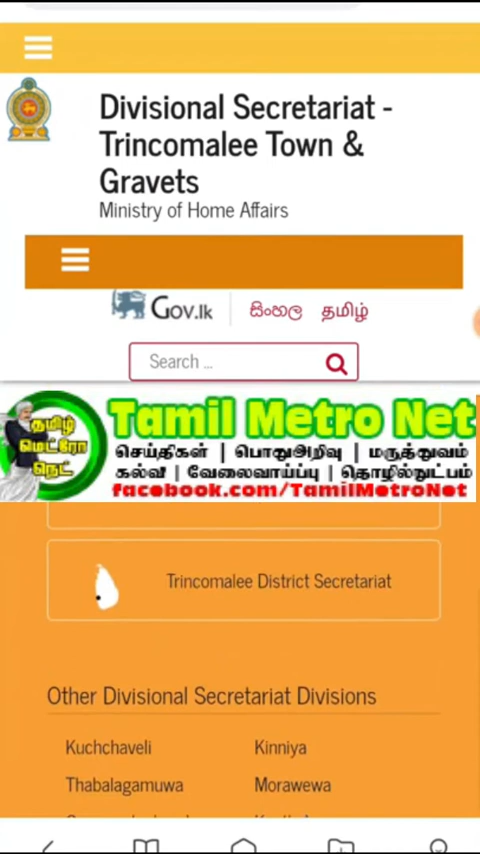 Divisional Secretariat -
Trincomalee Town &
Gravets
Ministry of Home Affairs
Gov.lk
සිංහල தமிழ்
Search ...
தமிழ்
மெட்ரோ
நெட்
Tamil Metro Net
செய்திகள் | பொதுஅறிவு | மருத்துவம்
கல்வி | வேலைவாய்ப்பு | தொழில்நுட்பம்
facebook.com/TamilMetroNet
Trincomalee District Secretariat
Other Divisional Secretariat Divisions
Kuchchaveli Kinniya
Thabalagamuwa Morawewa